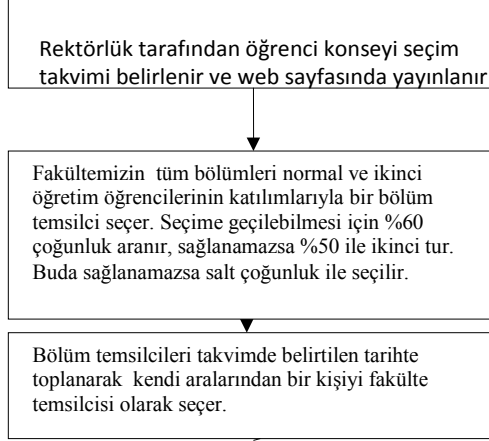 Rektörlük tarafından öğrenci konseyi seçim
takvimi belirlenir ve web sayfasında yayınlanır
Fakültemizin tüm bölümleri normal ve ikinci
öğretim öğrencilerinin katılımlarıyla bir bölüm
temsilci seçer. Seçime geçilebilmesi için %60
çoğunluk aranır, sağlanamazsa %50 ile ikinci tur.
Buda sağlanamazsa salt çoğunluk ile seçilir.
Bölüm temsilcileri takvimde belirtilen tarihte
toplanarak kendi aralarından bir kişiyi fakülte
temsilcisi olarak seçer.